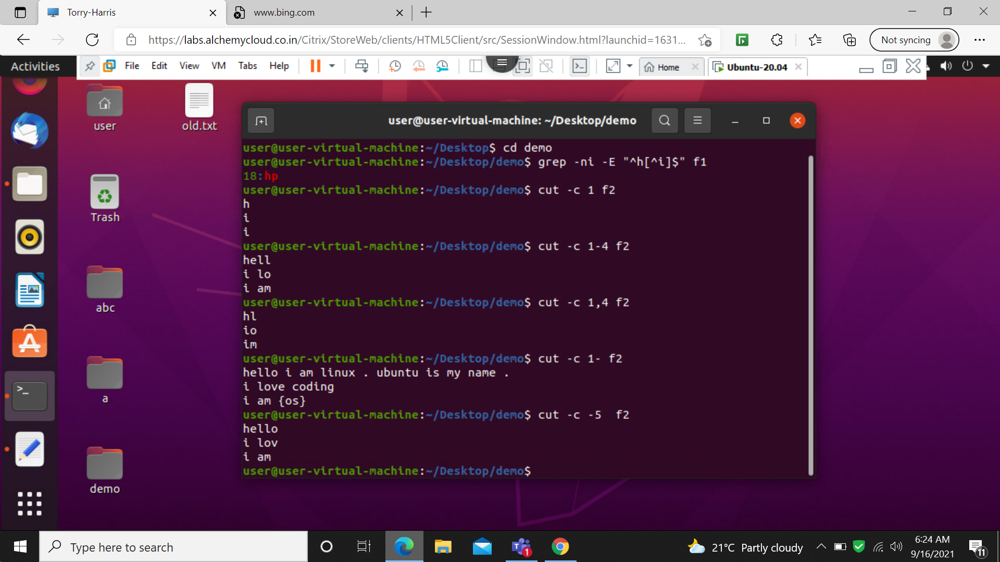 Torry-Harris
www.bing.com
https://labs.alchemycloud.co.in/Citrix/StoreWeb/clients/HTML5Client/src/SessionWindow.html?launchid=1631...
Not syncing
Activities
File Edit View VM Tabs Help
Home
Ubuntu-20.04
user
old.txt
Trash
abc
a
demo
user@user-virtual-machine: ~/Desktop/demo
user@user-virtual-machine:~/Desktop$ cd demo
user@user-virtual-machine:~/Desktop/demo$ grep -ni -E "^h[^i]$" f1
18:hp
user@user-virtual-machine:~/Desktop/demo$ cut -c 1 f2
h
i
i
user@user-virtual-machine:~/Desktop/demo$ cut -c 1-4 f2
hell
i lo
i am
user@user-virtual-machine:~/Desktop/demo$ cut -c 1,4 f2
hl
io
im
user@user-virtual-machine:~/Desktop/demo$ cut -c 1- f2
hello i am linux . ubuntu is my name .
i love coding
i am {os}
user@user-virtual-machine:~/Desktop/demo$ cut -c -5  f2
hello
i lov
i am
user@user-virtual-machine:~/Desktop/demo$
Type here to search
1
21°C Partly cloudy
6:24 AM
9/16/2021
11